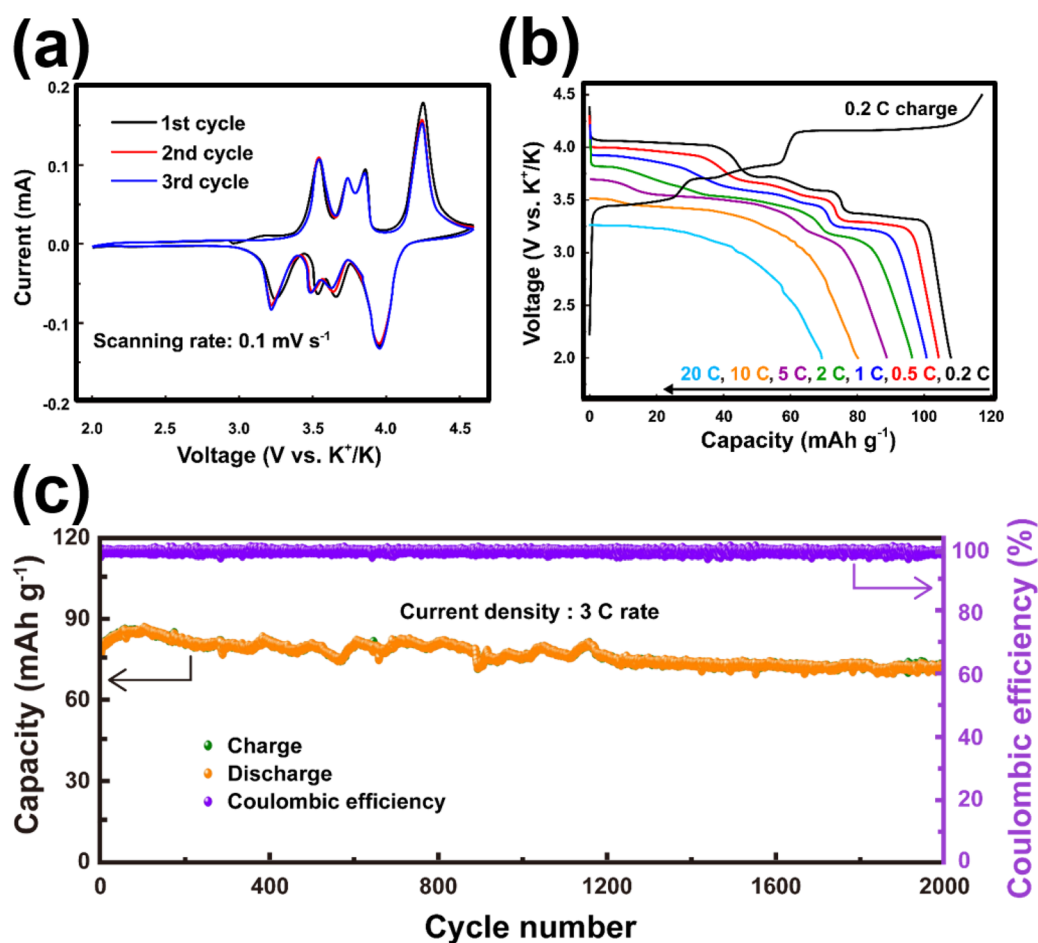 (a)
0.2
0.1
0.0
-0.1
-0.2
Current (mA)
1st cycle
2nd cycle
3rd cycle
Scanning rate: 0.1 mV s⁻¹
2.0 2.5 3.0 3.5 4.0 4.5
Voltage (V vs. K⁺/K)
(b)
4.5
4.0
3.5
3.0
2.5
2.0
Voltage (V vs. K⁺/K)
0.2 C charge
20 C, 10 C, 5 C, 2 C, 1 C, 0.5 C, 0.2 C
0 20 40 60 80 100 120
Capacity (mAh g⁻¹)
(c)
120
90
60
30
0
Capacity (mAh g⁻¹)
Current density : 3 C rate
Charge
Discharge
Coulombic efficiency
100
80
60
40
20
0
Coulombic efficiency (%)
0 400 800 1200 1600 2000
Cycle number